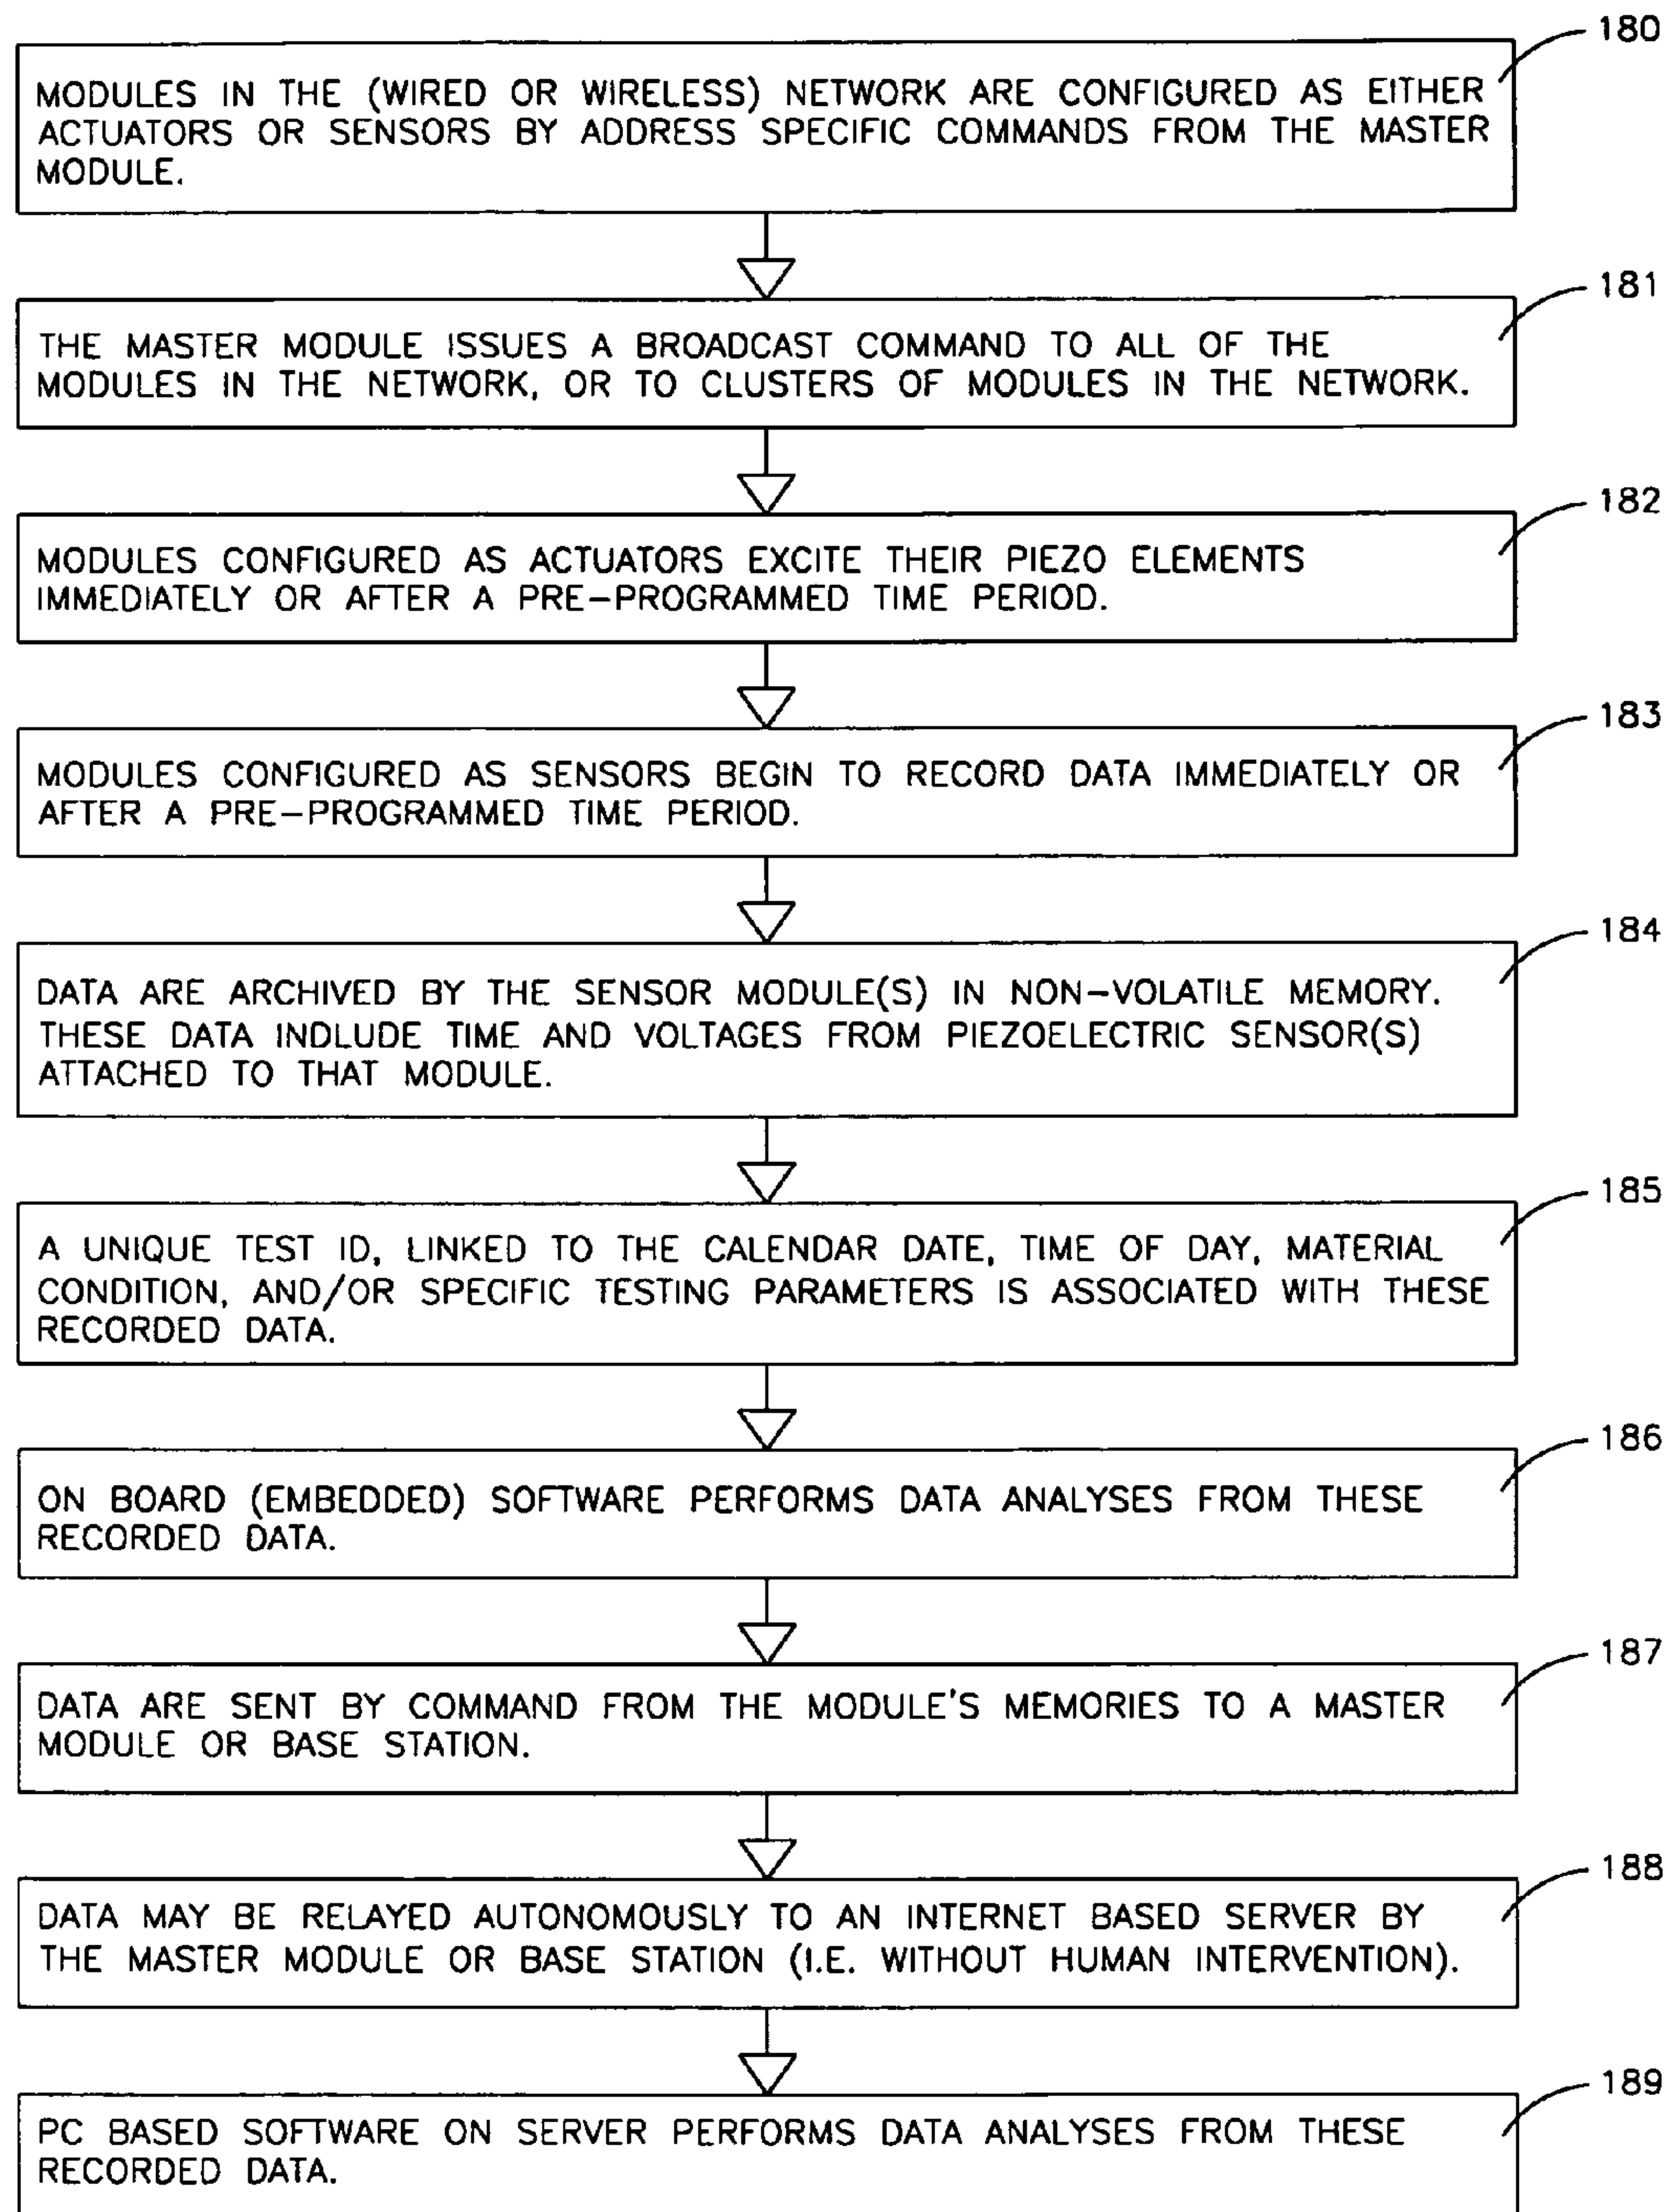 180
MODULES IN THE (WIRED OR WIRELESS) NETWORK ARE CONFIGURED AS EITHER
ACTUATORS OR SENSORS BY ADDRESS SPECIFIC COMMANDS FROM THE MASTER
MODULE.
181
THE MASTER MODULE ISSUES A BROADCAST COMMAND TO ALL OF THE
MODULES IN THE NETWORK, OR TO CLUSTERS OF MODULES IN THE NETWORK.
182
MODULES CONFIGURED AS ACTUATORS EXCITE THEIR PIEZO ELEMENTS
IMMEDIATELY OR AFTER A PRE-PROGRAMMED TIME PERIOD.
183
MODULES CONFIGURED AS SENSORS BEGIN TO RECORD DATA IMMEDIATELY OR
AFTER A PRE-PROGRAMMED TIME PERIOD.
184
DATA ARE ARCHIVED BY THE SENSOR MODULE(S) IN NON-VOLATILE MEMORY.
THESE DATA INDLUDE TIME AND VOLTAGES FROM PIEZOELECTRIC SENSOR(S)
ATTACHED TO THAT MODULE.
185
A UNIQUE TEST ID, LINKED TO THE CALENDAR DATE, TIME OF DAY, MATERIAL
CONDITION, AND/OR SPECIFIC TESTING PARAMETERS IS ASSOCIATED WITH THESE
RECORDED DATA.
186
ON BOARD (EMBEDDED) SOFTWARE PERFORMS DATA ANALYSES FROM THESE
RECORDED DATA.
187
DATA ARE SENT BY COMMAND FROM THE MODULE'S MEMORIES TO A MASTER
MODULE OR BASE STATION.
188
DATA MAY BE RELAYED AUTONOMOUSLY TO AN INTERNET BASED SERVER BY
THE MASTER MODULE OR BASE STATION (I.E. WITHOUT HUMAN INTERVENTION).
189
PC BASED SOFTWARE ON SERVER PERFORMS DATA ANALYSES FROM THESE
RECORDED DATA.